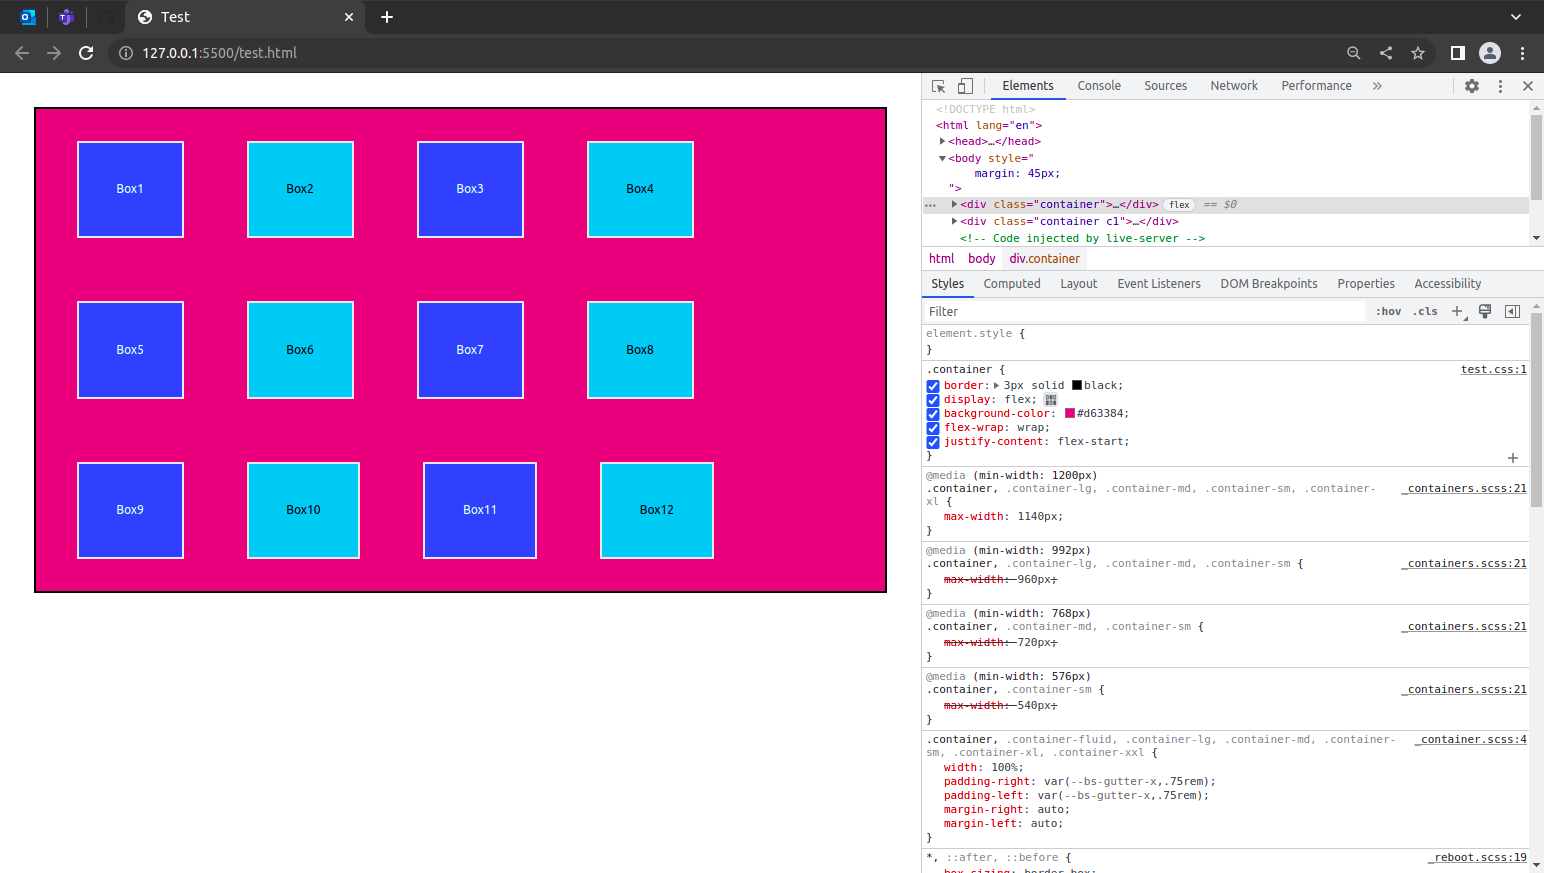 Test
127.0.0.1:5500/test.html
Box1 Box2 Box3 Box4
Box5 Box6 Box7 Box8
Box9 Box10 Box11 Box12
Elements Console Sources Network Performance »
<!DOCTYPE html>
<html lang="en">
<head>…</head>
<body style="
margin: 45px;
">
<div class="container">…</div> flex == $0
<div class="container c1">…</div>
<!-- Code injected by live-server -->
html body div.container
Styles Computed Layout Event Listeners DOM Breakpoints Properties Accessibility
Filter :hov .cls
element.style {
}
.container { test.css:1
border: 3px solid black;
display: flex;
background-color: #d63384;
flex-wrap: wrap;
justify-content: flex-start;
}
@media (min-width: 1200px)
.container, .container-lg, .container-md, .container-sm, .container- _containers.scss:21
xl {
max-width: 1140px;
}
@media (min-width: 992px)
.container, .container-lg, .container-md, .container-sm { _containers.scss:21
max-width: 960px;
}
@media (min-width: 768px)
.container, .container-md, .container-sm { _containers.scss:21
max-width: 720px;
}
@media (min-width: 576px)
.container, .container-sm { _containers.scss:21
max-width: 540px;
}
.container, .container-fluid, .container-lg, .container-md, .container- _container.scss:4
sm, .container-xl, .container-xxl {
width: 100%;
padding-right: var(--bs-gutter-x,.75rem);
padding-left: var(--bs-gutter-x,.75rem);
margin-right: auto;
margin-left: auto;
}
*, ::after, ::before { _reboot.scss:19
box-sizing: border-box;